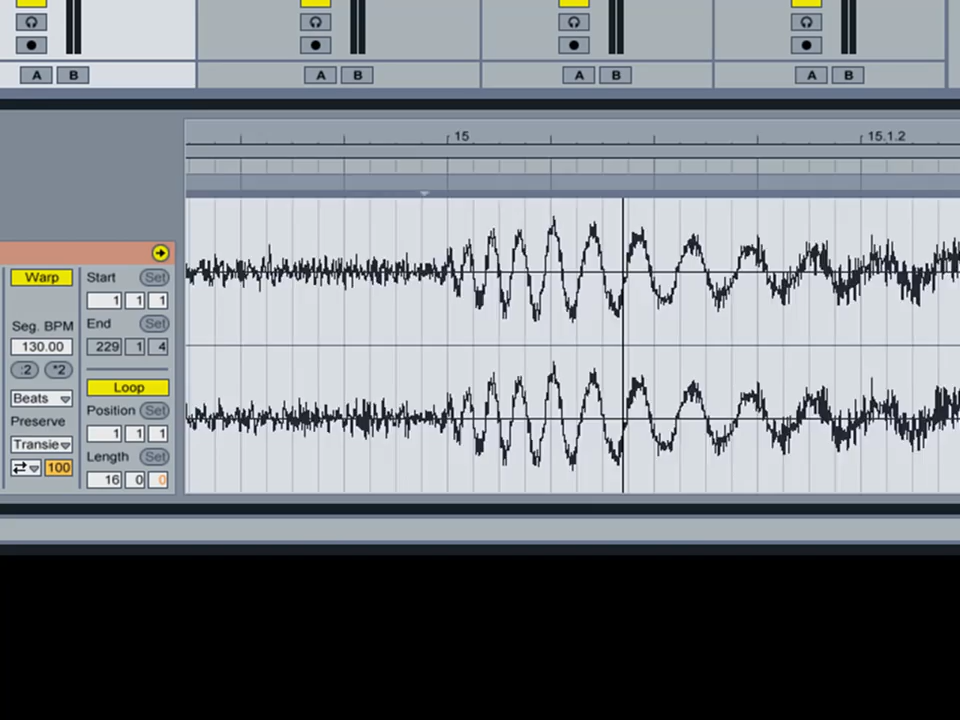 A B A B A B A B
15 15.1.2
Warp Start Set
1 1 1
Seg. BPM End Set
130.00 229 1 4
:2 *2 Loop
Beats Position Set
Preserve 1 1 1
Transie Length Set
100 16 0 0